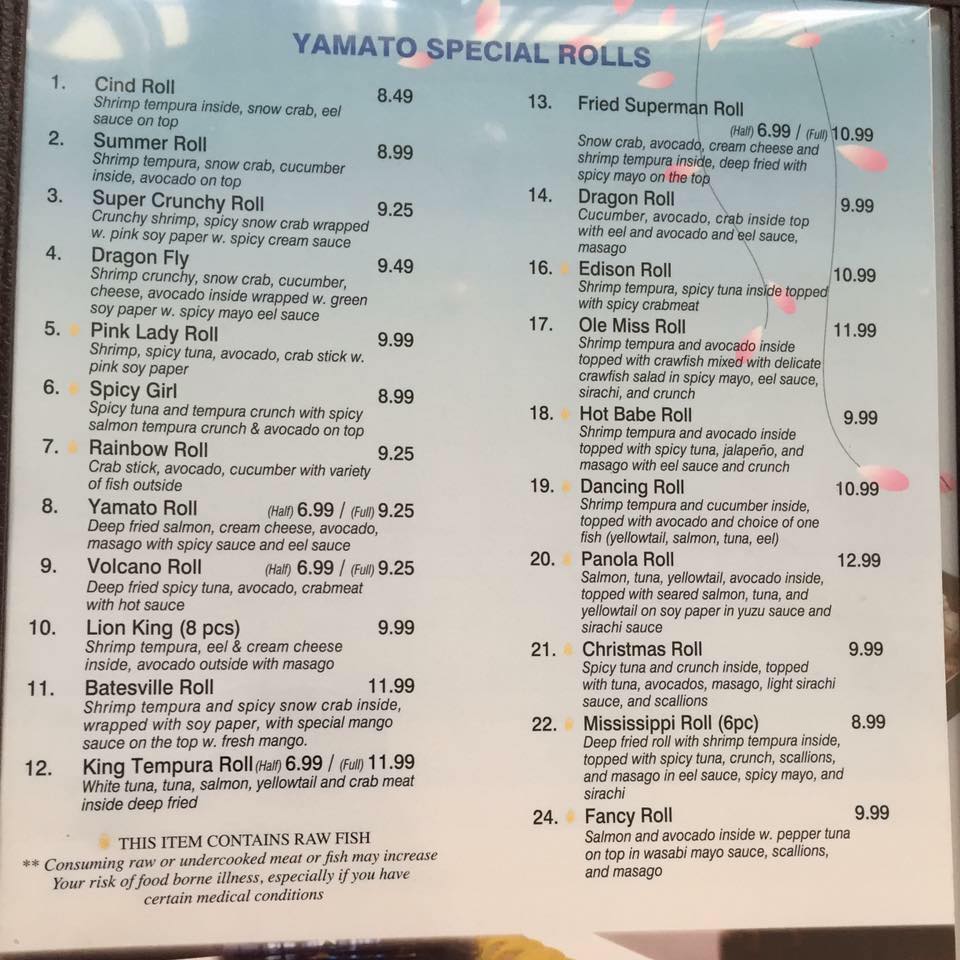 YAMATO SPECIAL ROLLS
1. Cind Roll 8.49
Shrimp tempura inside, snow crab, eel
sauce on top
2. Summer Roll 8.99
Shrimp tempura, snow crab, cucumber
inside, avocado on top
3. Super Crunchy Roll 9.25
Crunchy shrimp, spicy snow crab wrapped
w. pink soy paper w. spicy cream sauce
4. Dragon Fly 9.49
Shrimp crunchy, snow crab, cucumber,
cheese, avocado inside wrapped w. green
soy paper w. spicy mayo eel sauce
5. Pink Lady Roll 9.99
Shrimp, spicy tuna, avocado, crab stick w.
pink soy paper
6. Spicy Girl 8.99
Spicy tuna and tempura crunch with spicy
salmon tempura crunch & avocado on top
7. Rainbow Roll 9.25
Crab stick, avocado, cucumber with variety
of fish outside
8. Yamato Roll (Half) 6.99 / (Full) 9.25
Deep fried salmon, cream cheese, avocado,
masago with spicy sauce and eel sauce
9. Volcano Roll (Half) 6.99 / (Full) 9.25
Deep fried spicy tuna, avocado, crabmeat
with hot sauce
10. Lion King (8 pcs) 9.99
Shrimp tempura, eel & cream cheese
inside, avocado outside with masago
11. Batesville Roll 11.99
Shrimp tempura and spicy snow crab inside,
wrapped with soy paper, with special mango
sauce on the top w. fresh mango.
12. King Tempura Roll (Half) 6.99 / (Full) 11.99
White tuna, tuna, salmon, yellowtail and crab meat
inside deep fried
THIS ITEM CONTAINS RAW FISH
** Consuming raw or undercooked meat or fish may increase
Your risk of food borne illness, especially if you have
certain medical conditions
13. Fried Superman Roll
(Half) 6.99 / (Full) 10.99
Snow crab, avocado, cream cheese and
shrimp tempura inside, deep fried with
spicy mayo on the top
14. Dragon Roll 9.99
Cucumber, avocado, crab inside top
with eel and avocado and eel sauce,
masago
16. Edison Roll 10.99
Shrimp tempura, spicy tuna inside topped
with spicy crabmeat
17. Ole Miss Roll 11.99
Shrimp tempura and avocado inside
topped with crawfish mixed with delicate
crawfish salad in spicy mayo, eel sauce,
sirachi, and crunch
18. Hot Babe Roll 9.99
Shrimp tempura and avocado inside
topped with spicy tuna, jalapeño, and
masago with eel sauce and crunch
19. Dancing Roll 10.99
Shrimp tempura and cucumber inside,
topped with avocado and choice of one
fish (yellowtail, salmon, tuna, eel)
20. Panola Roll 12.99
Salmon, tuna, yellowtail, avocado inside,
topped with seared salmon, tuna, and
yellowtail on soy paper in yuzu sauce and
sirachi sauce
21. Christmas Roll 9.99
Spicy tuna and crunch inside, topped
with tuna, avocados, masago, light sirachi
sauce, and scallions
22. Mississippi Roll (6pc) 8.99
Deep fried roll with shrimp tempura inside,
topped with spicy tuna, crunch, scallions,
and masago in eel sauce, spicy mayo, and
sirachi
24. Fancy Roll 9.99
Salmon and avocado inside w. pepper tuna
on top in wasabi mayo sauce, scallions,
and masago